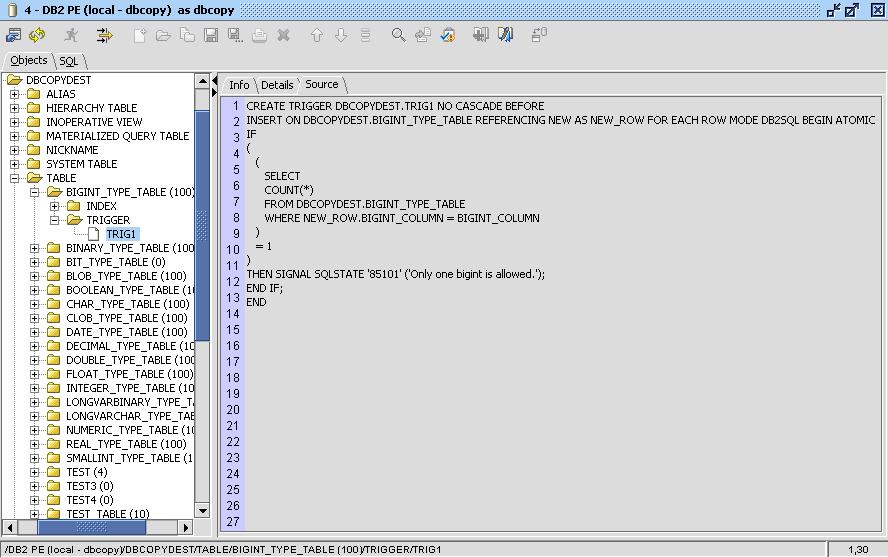 4 - DB2 PE (local - dbcopy)  as dbcopy
Objects
SQL
DBCOPYDEST
ALIAS
HIERARCHY TABLE
INOPERATIVE VIEW
MATERIALIZED QUERY TABLE
NICKNAME
SYSTEM TABLE
TABLE
BIGINT_TYPE_TABLE (100)
INDEX
TRIGGER
TRIG1
BINARY_TYPE_TABLE (100
BIT_TYPE_TABLE (0)
BLOB_TYPE_TABLE (100)
BOOLEAN_TYPE_TABLE (10
CHAR_TYPE_TABLE (100)
CLOB_TYPE_TABLE (100)
DATE_TYPE_TABLE (100)
DECIMAL_TYPE_TABLE (100
DOUBLE_TYPE_TABLE (100
FLOAT_TYPE_TABLE (100)
INTEGER_TYPE_TABLE (10
LONGVARBINARY_TYPE_T
LONGVARCHAR_TYPE_TAB
NUMERIC_TYPE_TABLE (10
REAL_TYPE_TABLE (100)
SMALLINT_TYPE_TABLE (1
TEST (4)
TEST3 (0)
TEST4 (0)
TEST_TABLE (10)
Info
Details
Source
1 CREATE TRIGGER DBCOPYDEST.TRIG1 NO CASCADE BEFORE
2 INSERT ON DBCOPYDEST.BIGINT_TYPE_TABLE REFERENCING NEW AS NEW_ROW FOR EACH ROW MODE DB2SQL BEGIN ATOMIC
3 IF
4 (
5 (
6 SELECT
7 COUNT(*)
8 FROM DBCOPYDEST.BIGINT_TYPE_TABLE
9 WHERE NEW_ROW.BIGINT_COLUMN = BIGINT_COLUMN
10 )
11 = 1
12 )
13 THEN SIGNAL SQLSTATE '85101' ('Only one bigint is allowed.');
14 END IF;
15 END
16
17
18
19
20
21
22
23
24
25
26
27
/DB2 PE (local - dbcopy)/DBCOPYDEST/TABLE/BIGINT_TYPE_TABLE (100)/TRIGGER/TRIG1
1,30